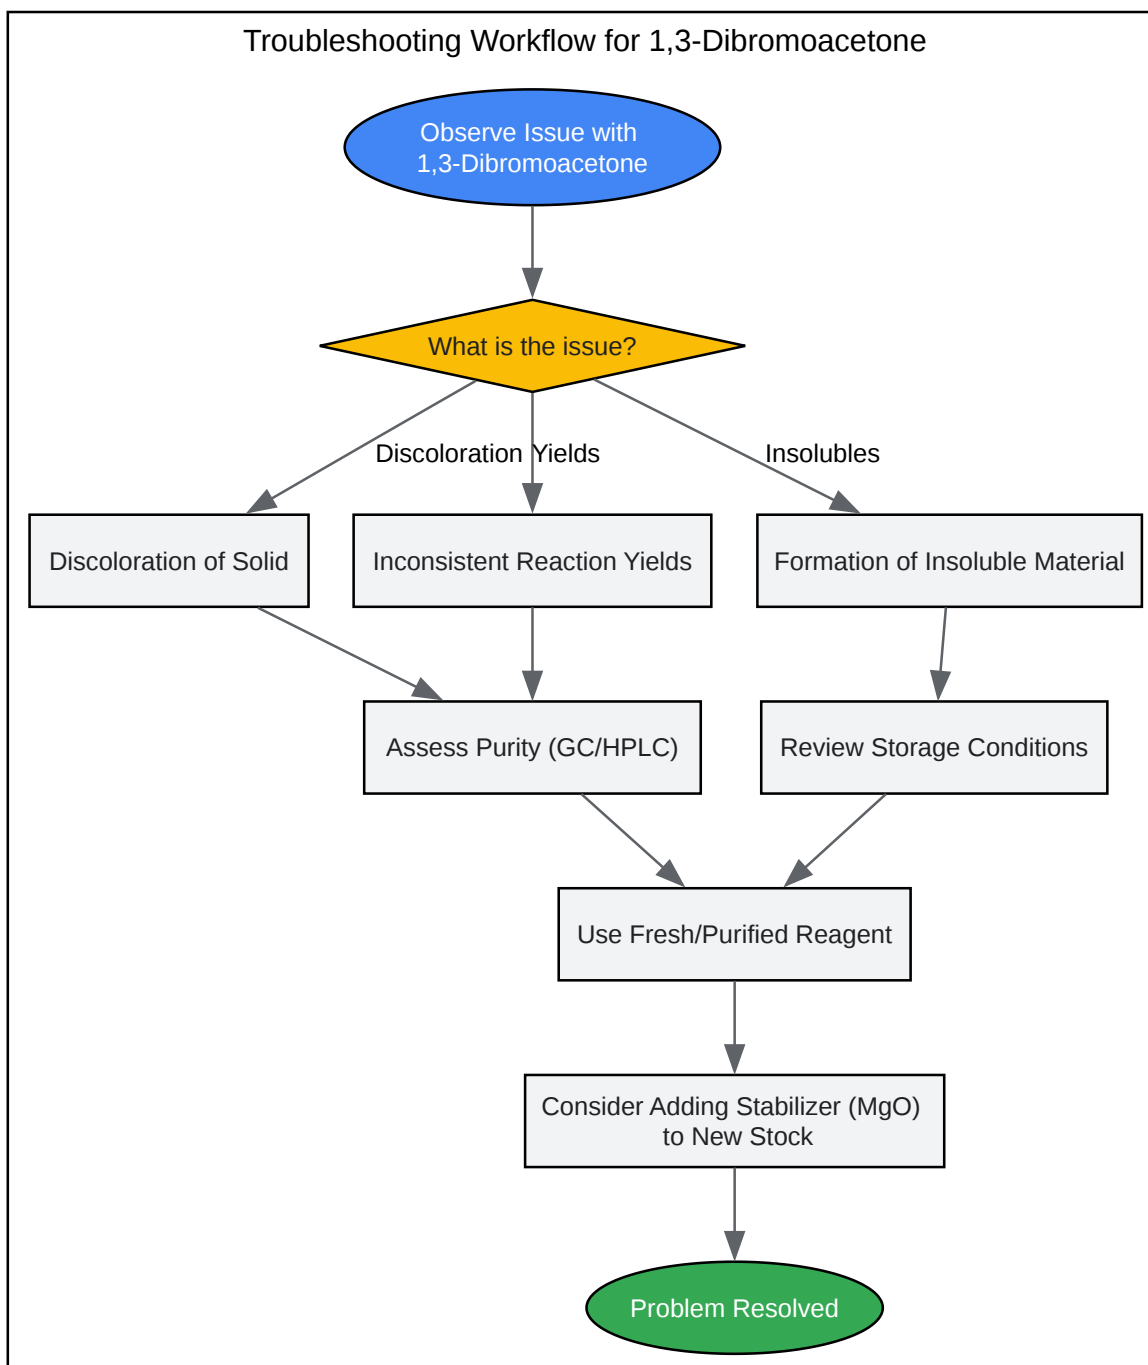 Troubleshooting Workflow for 1,3-Dibromoacetone
Observe Issue with
1,3-Dibromoacetone
What is the issue?
Discoloration
Yields
Insolubles
Discoloration of Solid
Inconsistent Reaction Yields
Formation of Insoluble Material
Assess Purity (GC/HPLC)
Review Storage Conditions
Use Fresh/Purified Reagent
Consider Adding Stabilizer (MgO)
to New Stock
Problem Resolved